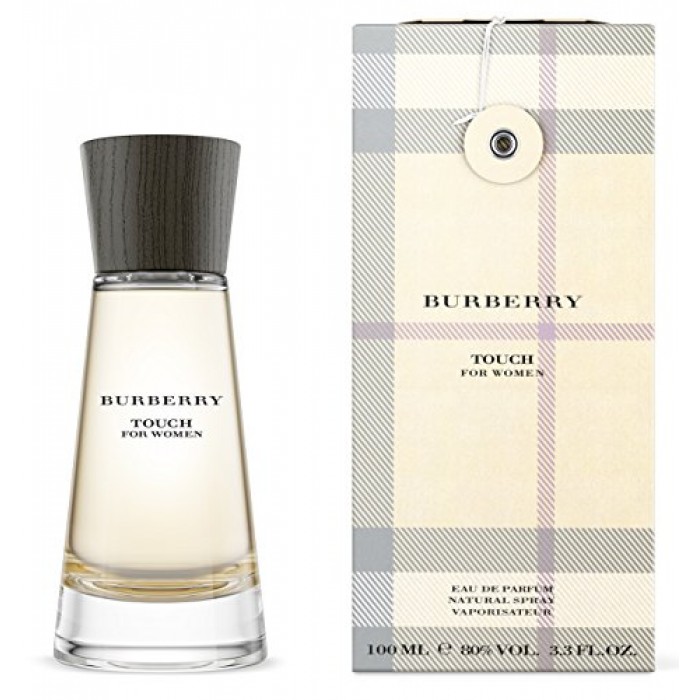 BURBERRY
TOUCH
FOR WOMEN
BURBERRY
TOUCH
FOR WOMEN
EAU DE PARFUM
NATURAL SPRAY
VAPORISATEUR
100 ML ℮ 80% VOL. 3.3 FL.OZ.